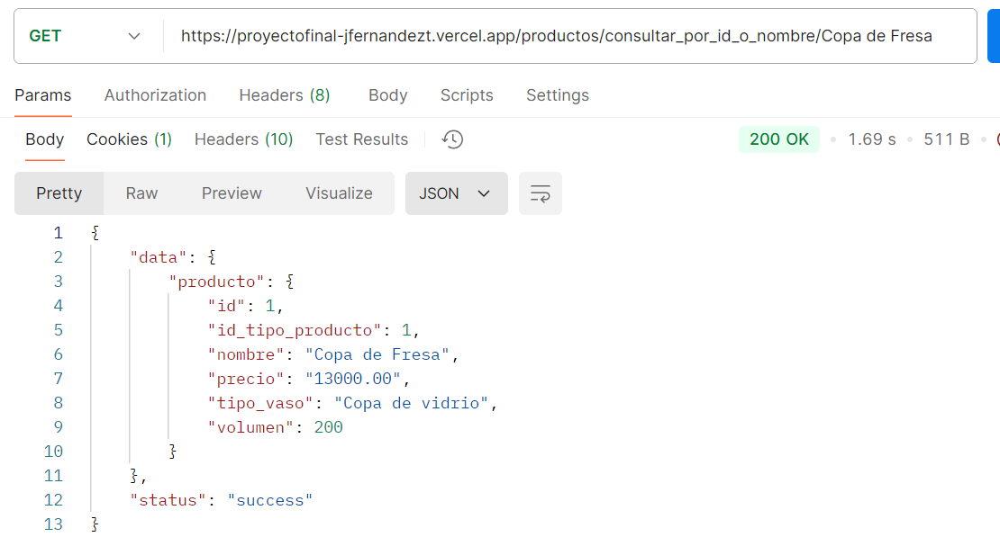 GET https://proyectofinal-jfernandezt.vercel.app/productos/consultar_por_id_o_nombre/Copa de Fresa
Params Authorization Headers (8) Body Scripts Settings
Body Cookies (1) Headers (10) Test Results 200 OK 1.69 s 511 B
Pretty Raw Preview Visualize JSON
1 {
2 "data": {
3 "producto": {
4 "id": 1,
5 "id_tipo_producto": 1,
6 "nombre": "Copa de Fresa",
7 "precio": "13000.00",
8 "tipo_vaso": "Copa de vidrio",
9 "volumen": 200
10 }
11 },
12 "status": "success"
13 }